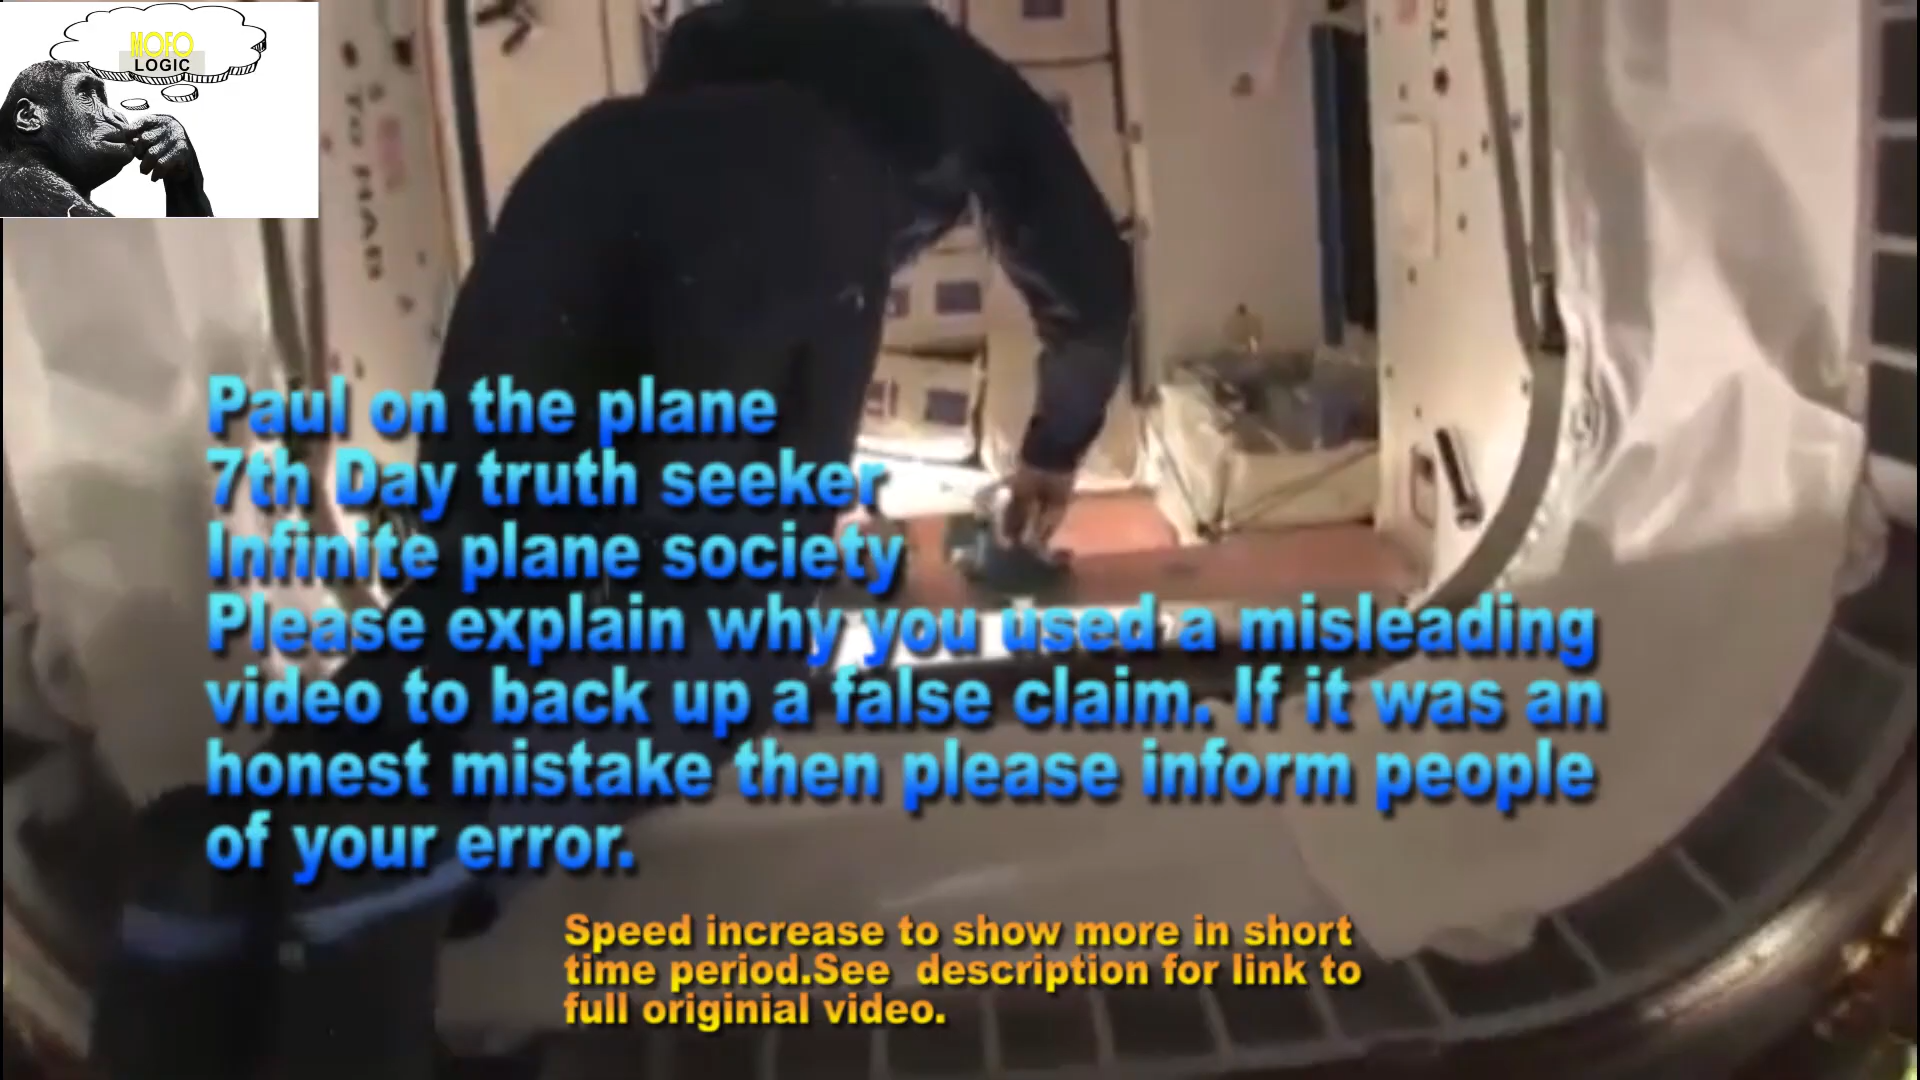 MOFO
LOGIC
Paul on the plane
7th Day truth seeker
Infinite plane society
Please explain why you used a misleading
video to back up a false claim. If it was an
honest mistake then please inform people
of your error.
Speed increase to show more in short
time period.See  description for link to
full originial video.